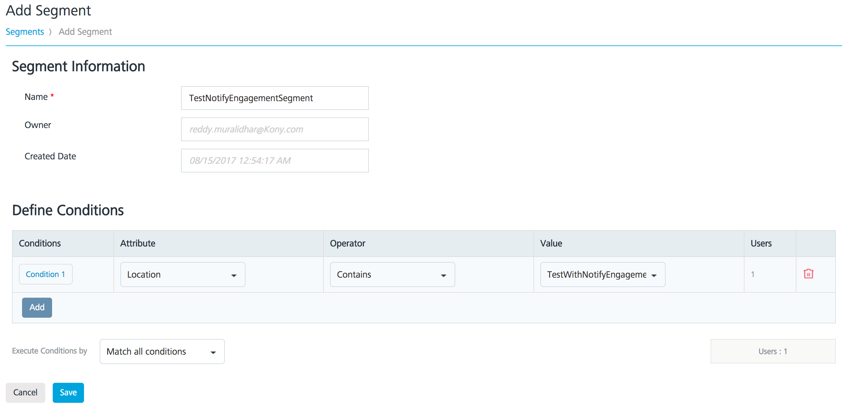 Add Segment
Segments 〉 Add Segment
Segment Information
Name *
TestNotifyEngagementSegment
Owner
reddy.muralidhar@Kony.com
Created Date
08/15/2017 12:54:17 AM
Define Conditions
Conditions Attribute Operator Value Users
Condition 1 Location Contains TestWithNotifyEngageme 1
Add
Execute Conditions by Match all conditions Users : 1
Cancel Save